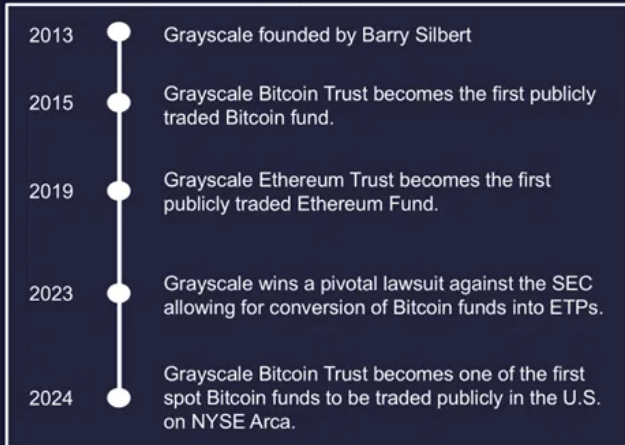 2013
Grayscale founded by Barry Silbert
2015
Grayscale Bitcoin Trust becomes the first publicly
traded Bitcoin fund.
2019
Grayscale Ethereum Trust becomes the first
publicly traded Ethereum Fund.
2023
Grayscale wins a pivotal lawsuit against the SEC
allowing for conversion of Bitcoin funds into ETPs.
2024
Grayscale Bitcoin Trust becomes one of the first
spot Bitcoin funds to be traded publicly in the U.S.
on NYSE Arca.